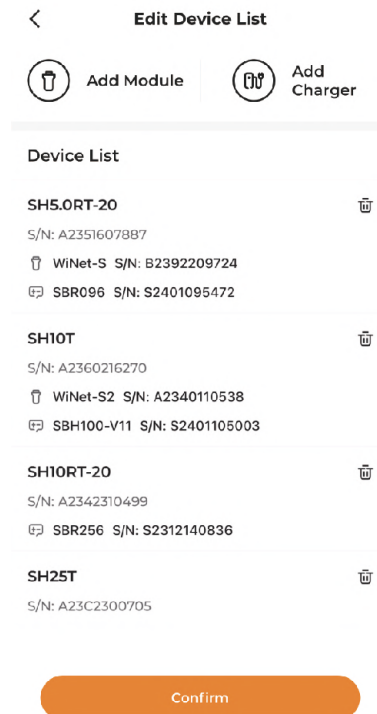 Edit Device List
Add Module
Add
Charger
Device List
SH5.0RT-20
S/N: A2351607887
WiNet-S S/N: B2392209724
SBR096 S/N: S2401095472
SH10T
S/N: A2360216270
WiNet-S2 S/N: A2340110538
SBH100-V11 S/N: S2401105003
SH10RT-20
S/N: A2342310499
SBR256 S/N: S2312140836
SH25T
S/N: A23C2300705
Confirm